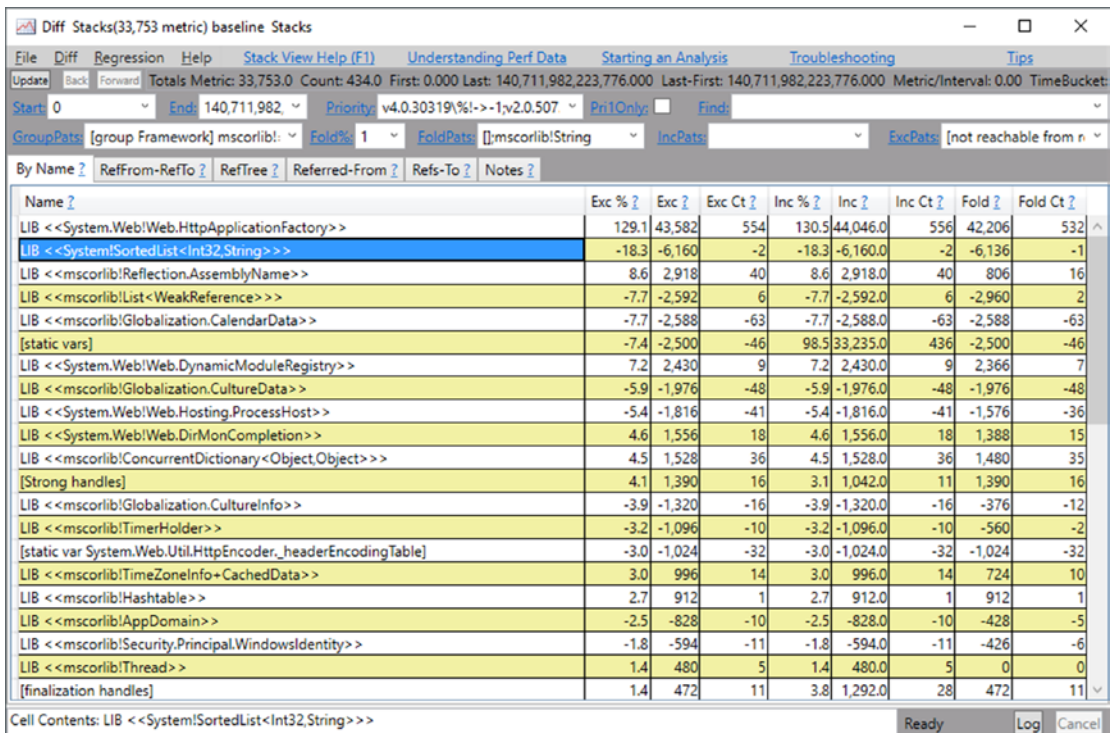 Diff Stacks(33,753 metric) baseline Stacks
File Diff Regression Help Stack View Help (F1) Understanding Perf Data Starting an Analysis Troubleshooting Tips
Update Back Forward Totals Metric: 33,753.0 Count: 434.0 First: 0.000 Last: 140,711,982,223,776.000 Last-First: 140,711,982,223,776.000 Metric/Interval: 0.00 TimeBucket:
Start: 0 End: 140,711,982, Priority: v4.0.30319\%!->-1;v2.0.507 Pri1Only: Find:
GroupPats: [group Framework] mscorlib!: Fold%: 1 FoldPats: [];mscorlib!String IncPats: ExcPats: [not reachable from r
By Name ? RefFrom-RefTo ? RefTree ? Referred-From ? Refs-To ? Notes ?
Name ? Exc % ? Exc ? Exc Ct ? Inc % ? Inc ? Inc Ct ? Fold ? Fold Ct ?
LIB <<System.Web!Web.HttpApplicationFactory>> 129.1 43,582 554 130.5 44,046.0 556 42,206 532
LIB <<System!SortedList<Int32,String>>> -18.3 -6,160 -2 -18.3 -6,160.0 -2 -6,136 -1
LIB <<mscorlib!Reflection.AssemblyName>> 8.6 2,918 40 8.6 2,918.0 40 806 16
LIB <<mscorlib!List<WeakReference>>> -7.7 -2,592 6 -7.7 -2,592.0 6 -2,960 2
LIB <<mscorlib!Globalization.CalendarData>> -7.7 -2,588 -63 -7.7 -2,588.0 -63 -2,588 -63
[static vars] -7.4 -2,500 -46 98.5 33,235.0 436 -2,500 -46
LIB <<System.Web!Web.DynamicModuleRegistry>> 7.2 2,430 9 7.2 2,430.0 9 2,366 7
LIB <<mscorlib!Globalization.CultureData>> -5.9 -1,976 -48 -5.9 -1,976.0 -48 -1,976 -48
LIB <<System.Web!Web.Hosting.ProcessHost>> -5.4 -1,816 -41 -5.4 -1,816.0 -41 -1,576 -36
LIB <<System.Web!Web.DirMonCompletion>> 4.6 1,556 18 4.6 1,556.0 18 1,388 15
LIB <<mscorlib!ConcurrentDictionary<Object,Object>>> 4.5 1,528 36 4.5 1,528.0 36 1,480 35
[Strong handles] 4.1 1,390 16 3.1 1,042.0 11 1,390 16
LIB <<mscorlib!Globalization.CultureInfo>> -3.9 -1,320 -16 -3.9 -1,320.0 -16 -376 -12
LIB <<mscorlib!TimerHolder>> -3.2 -1,096 -10 -3.2 -1,096.0 -10 -560 -2
[static var System.Web.Util.HttpEncoder._headerEncodingTable] -3.0 -1,024 -32 -3.0 -1,024.0 -32 -1,024 -32
LIB <<mscorlib!TimeZoneInfo+CachedData>> 3.0 996 14 3.0 996.0 14 724 10
LIB <<mscorlib!Hashtable>> 2.7 912 1 2.7 912.0 1 912 1
LIB <<mscorlib!AppDomain>> -2.5 -828 -10 -2.5 -828.0 -10 -428 -5
LIB <<mscorlib!Security.Principal.WindowsIdentity>> -1.8 -594 -11 -1.8 -594.0 -11 -426 -6
LIB <<mscorlib!Thread>> 1.4 480 5 1.4 480.0 5 0 0
[finalization handles] 1.4 472 11 3.8 1,292.0 28 472 11
Cell Contents: LIB <<System!SortedList<Int32,String>>> Ready Log Cancel